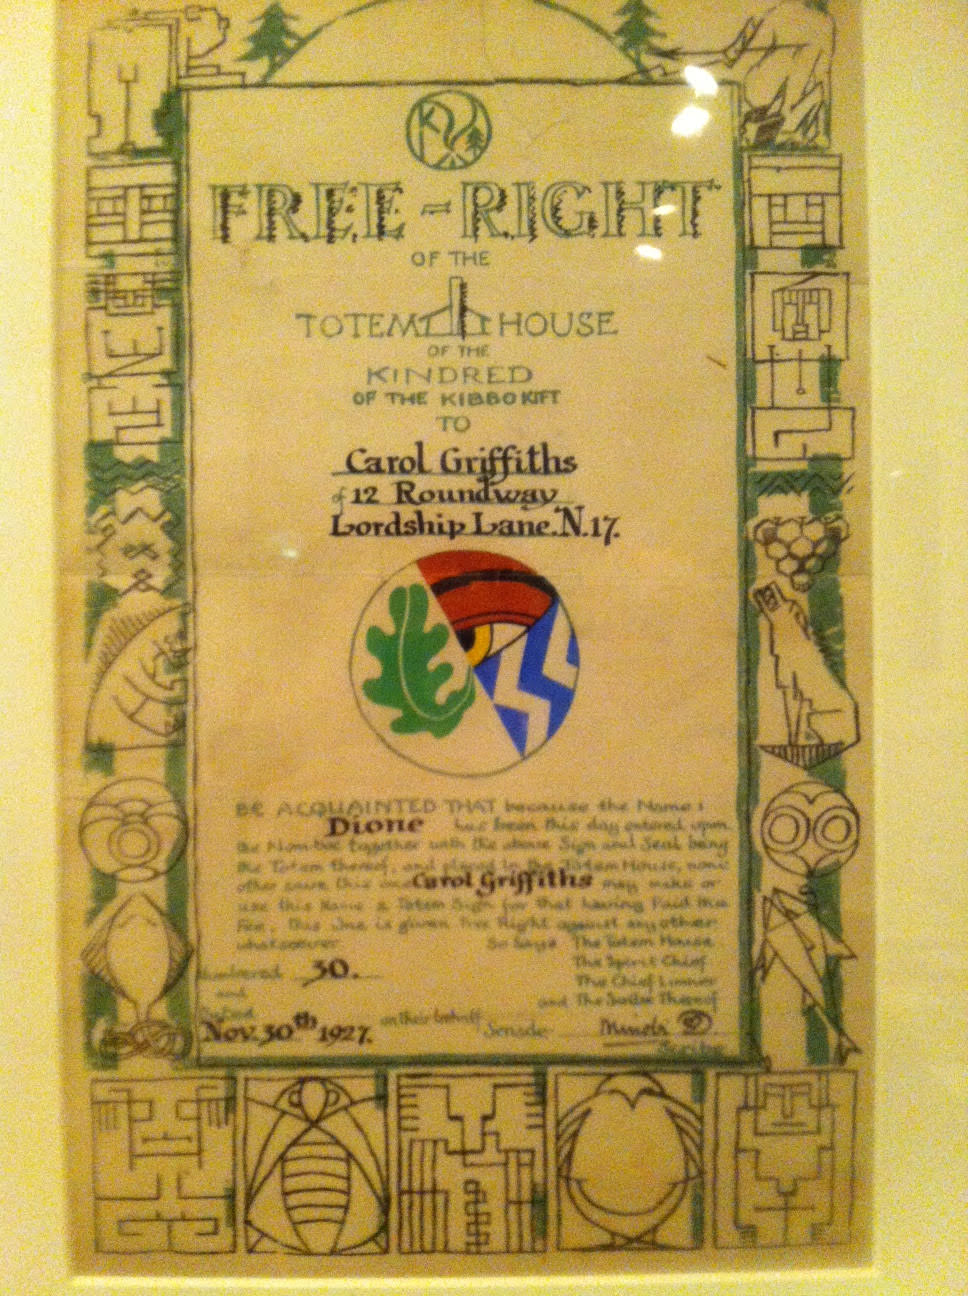 K
FREE-RIGHT
OF THE
TOTEM HOUSE
OF THE
KINDRED
OF THE KIBBO KIFT
TO
Carol Griffiths
of 12 Roundway
Lordship Lane. N.17.
BE ACQUAINTED THAT because the Name:
Dione has been this day entered upon
the together with the above Sign and Seal being
the Totem thereof, and placed in the Totem House, none
other save this one Carol Griffiths may make or
use this Name & Totem Sign for that having Paid the
Fee, this One is given Free Right against any other
whatsoever. So Says The Totem House.
The Spirit Chief
The Chief Limner
and The Scribe Thereof
Numbered 30.
and
Dated
Nov. 30th 1927. on their behalf Minobi
Scribe